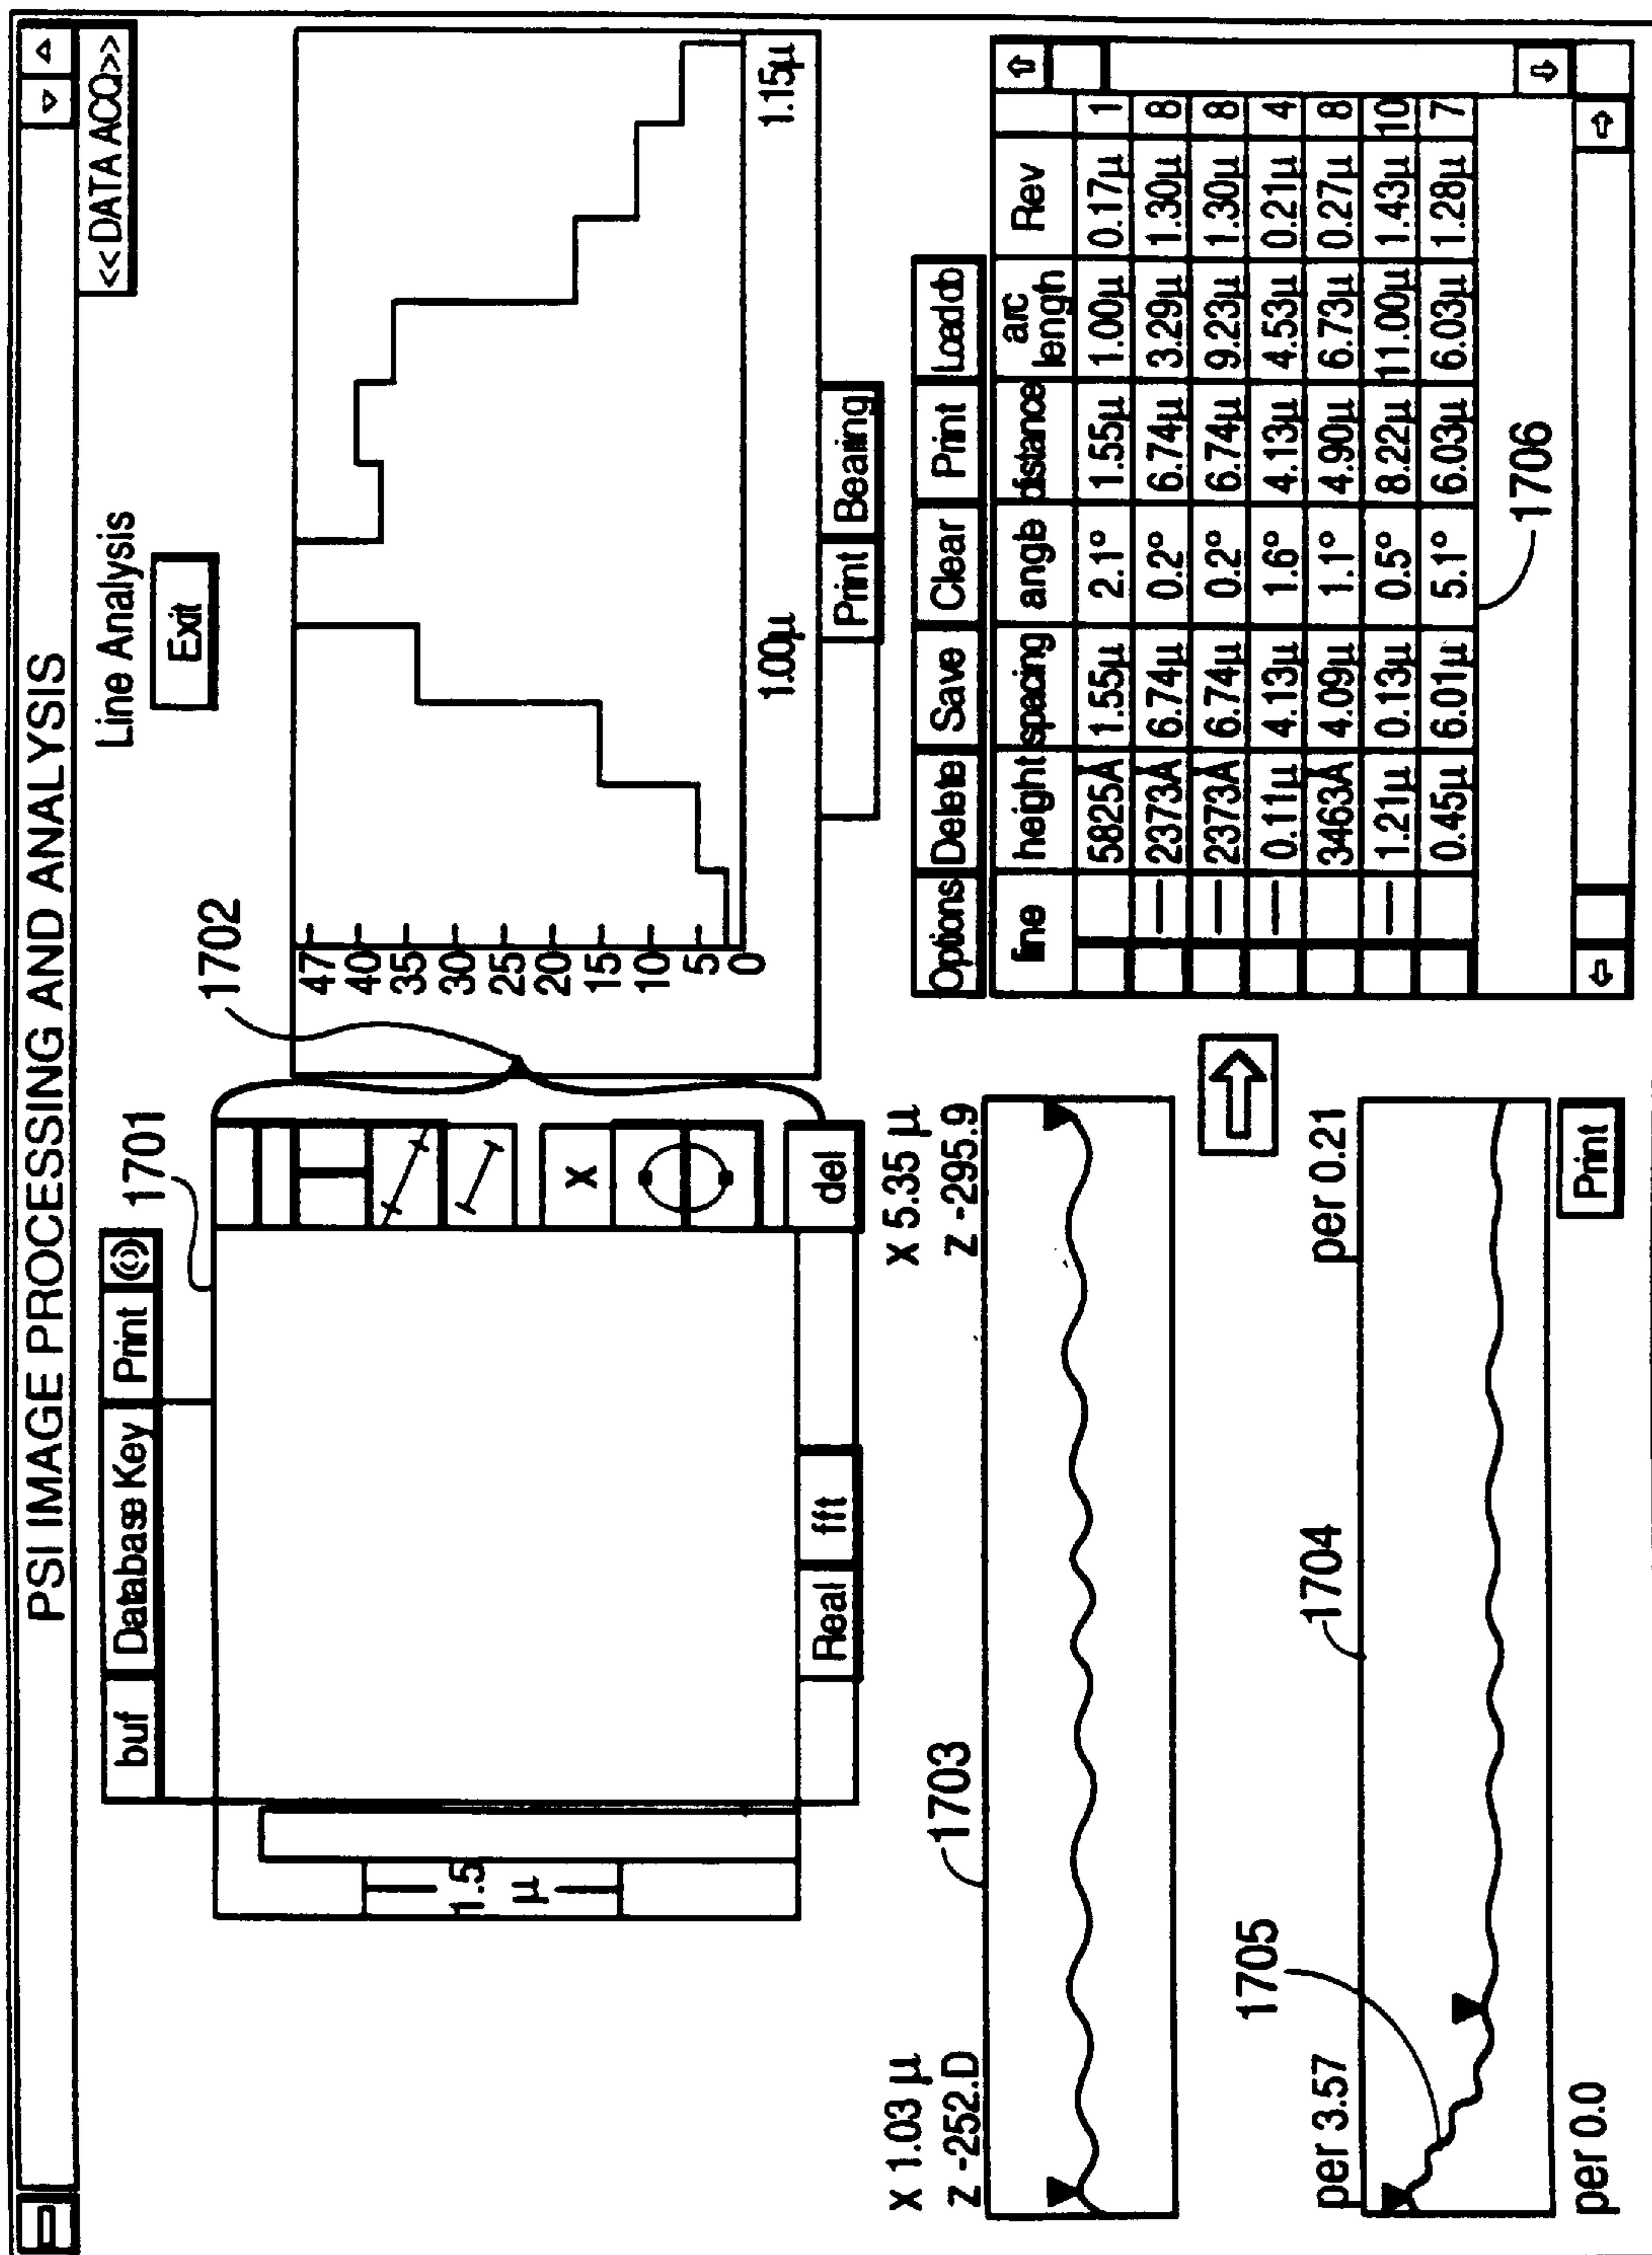 PSI IMAGE PROCESSING AND ANALYSIS
<<DATA ACQ>>
buf Database Key Print
1701
1702
1.5
µ
X
del
Real fft
Line Analysis
Exit
47
40
35
30
25
20
15
10
5
0
1.00µ 1.15µ
Print Bearing
x 1.03 µ x 5.35 µ
z -252.D z -295.9
1703
per 3.57 per 0.21
1704
1705
per 0.0
Print
Options Delete Save Clear Print Load db
line height spacing angle distance arc length Rev
5825Å 1.55µ 2.1° 1.55µ 1.00µ 0.17µ 1
— 2373Å 6.74µ 0.2° 6.74µ 3.29µ 1.30µ 8
— 2373Å 6.74µ 0.2° 6.74µ 9.23µ 1.30µ 8
— 0.11µ 4.13µ 1.6° 4.13µ 4.53µ 0.21µ 4
3463Å 4.09µ 1.1° 4.90µ 6.73µ 0.27µ 8
— 1.21µ 0.13µ 0.5° 8.22µ 11.00µ 1.43µ 10
0.45µ 6.01µ 5.1° 6.03µ 6.03µ 1.28µ 7
1706